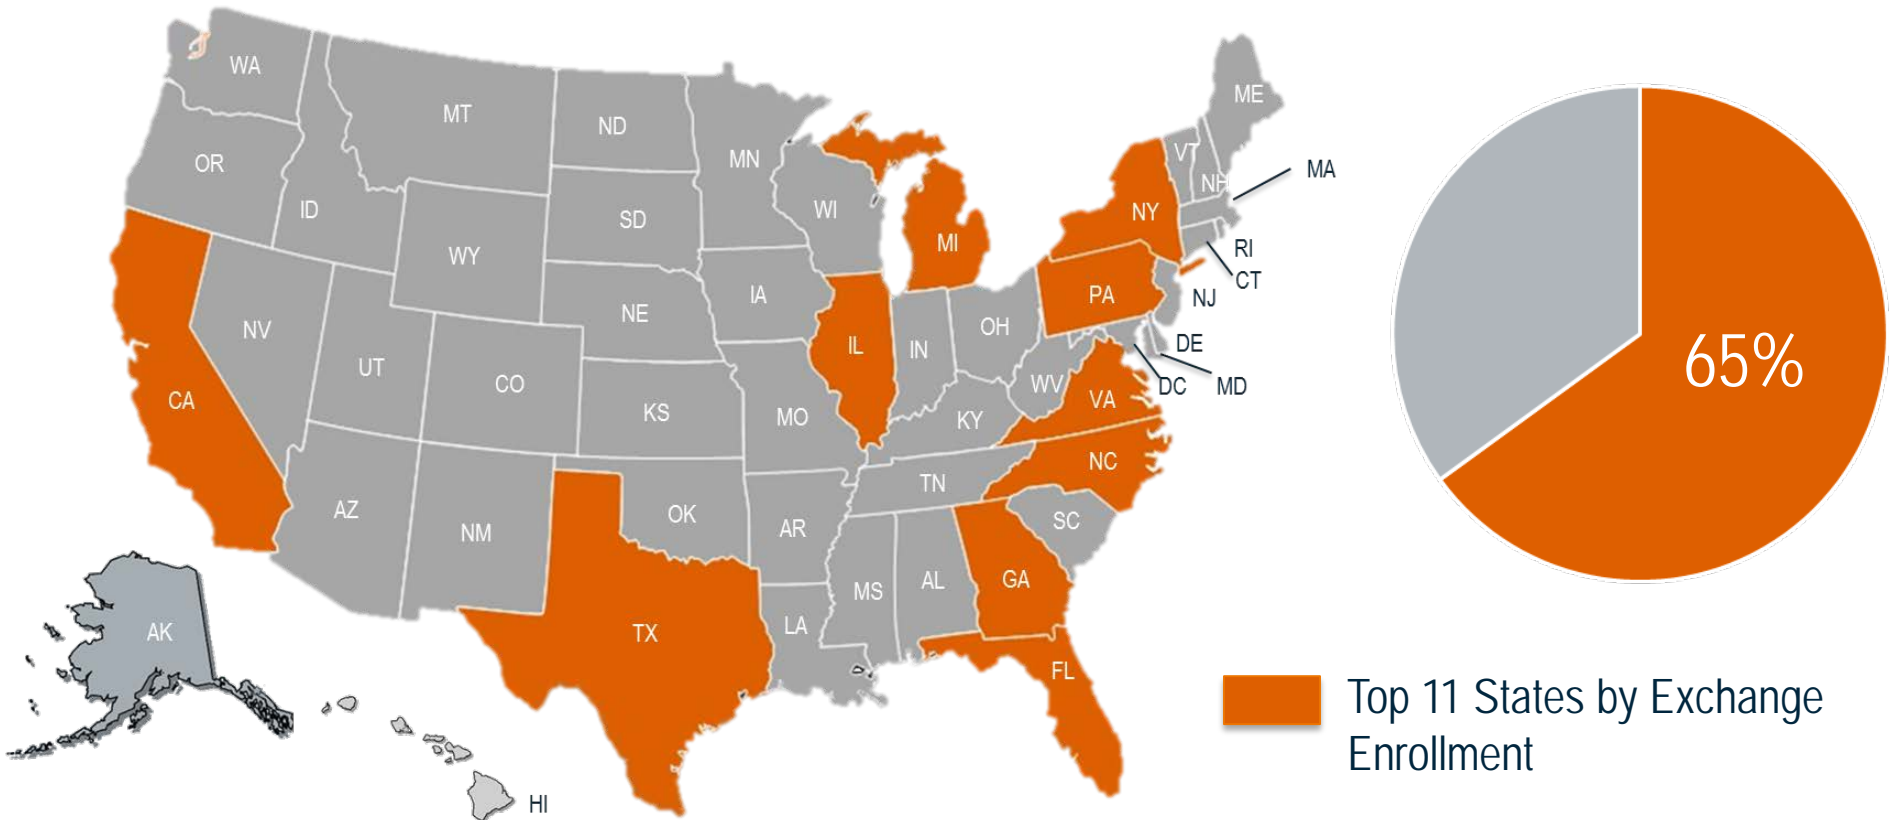 WA
MT
ND
MN
ME
OR
ID
SD
WI
VT
NH
MA
WY
MI
NY
RI
CT
NV
NE
IA
IL
IN
OH
PA
NJ
DE
UT
CO
KS
MO
KY
WV
VA
DC
MD
CA
AZ
NM
OK
AR
TN
NC
SC
MS
AL
GA
AK
TX
LA
FL
HI
65%
Top 11 States by Exchange
Enrollment